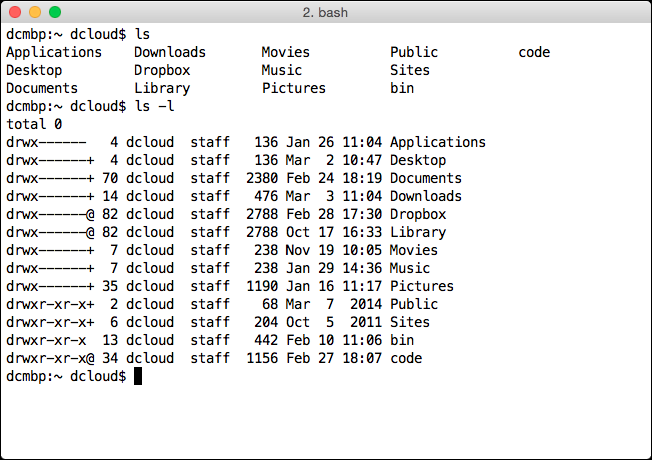 2. bash
dcmbp:~ dcloud$ ls
Applications    Downloads       Movies          Public          code
Desktop         Dropbox         Music           Sites
Documents       Library         Pictures        bin
dcmbp:~ dcloud$ ls -l
total 0
drwx------   4 dcloud  staff   136 Jan 26 11:04 Applications
drwx------+  4 dcloud  staff   136 Mar  2 10:47 Desktop
drwx------+ 70 dcloud  staff  2380 Feb 24 18:19 Documents
drwx------+ 14 dcloud  staff   476 Mar  3 11:04 Downloads
drwx------@ 82 dcloud  staff  2788 Feb 28 17:30 Dropbox
drwx------@ 82 dcloud  staff  2788 Oct 17 16:33 Library
drwx------+  7 dcloud  staff   238 Nov 19 10:05 Movies
drwx------+  7 dcloud  staff   238 Jan 29 14:36 Music
drwx------+ 35 dcloud  staff  1190 Jan 16 11:17 Pictures
drwxr-xr-x+  2 dcloud  staff    68 Mar  7  2014 Public
drwxr-xr-x+  6 dcloud  staff   204 Oct  5  2011 Sites
drwxr-xr-x  13 dcloud  staff   442 Feb 10 11:06 bin
drwxr-xr-x@ 34 dcloud  staff  1156 Feb 27 18:07 code
dcmbp:~ dcloud$